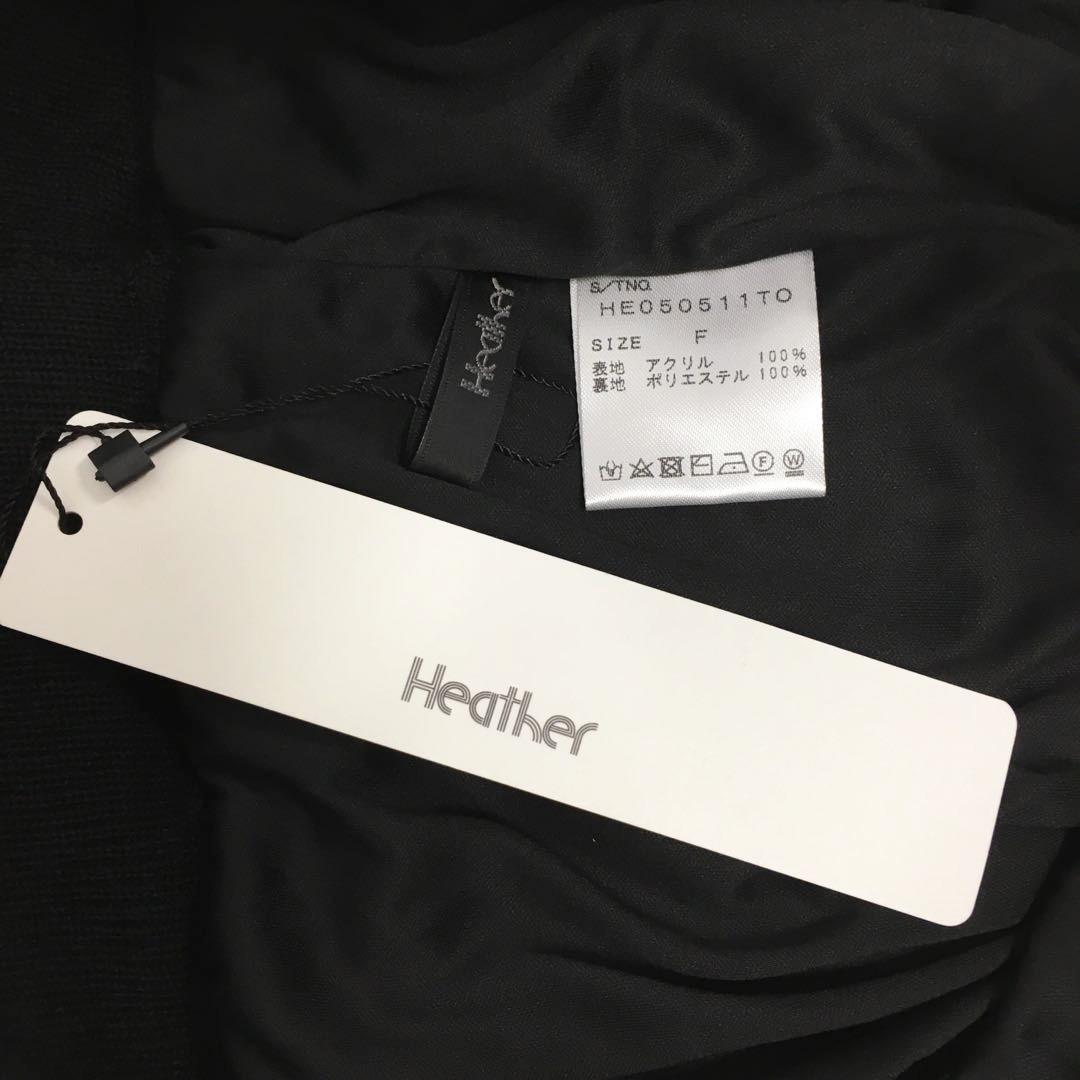 S/TNO.
HE050511TO
SIZE F
表地 アクリル 100%
裏地 ポリエステル 100%
F W
Heather
Heather